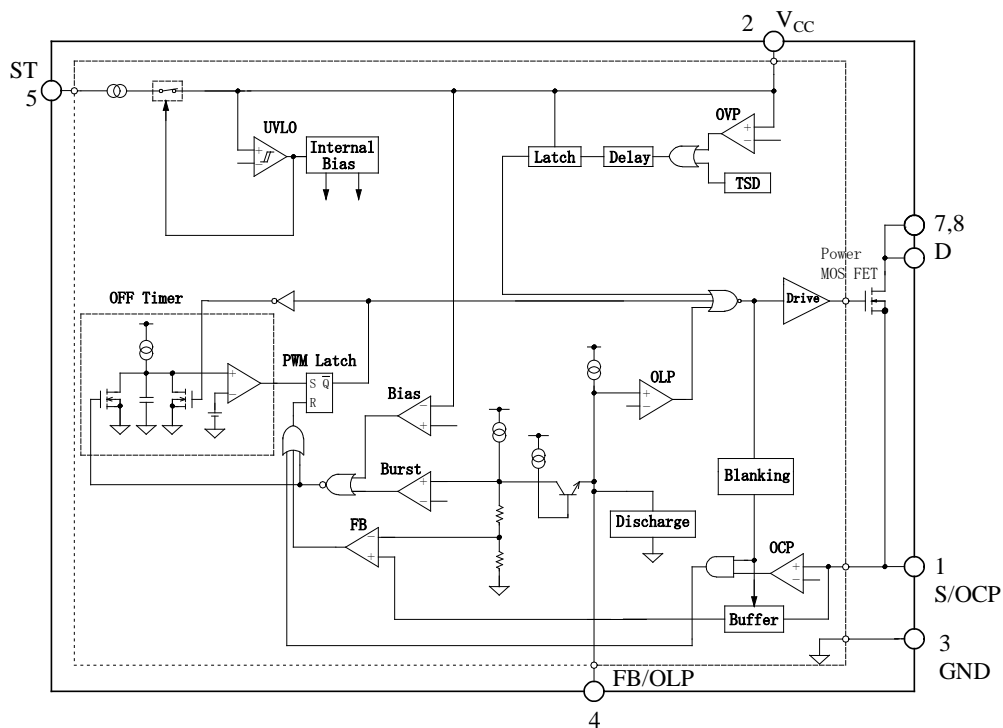 2
VCC
ST
5
UVLO
Internal
Bias
OVP
Latch
Delay
TSD
7,8
D
Power
MOS FET
OFF Timer
Drive
PWM Latch
S Q̅
R
OLP
Bias
Burst
Blanking
Discharge
FB
OCP
1
S/OCP
Buffer
3
GND
FB/OLP
4